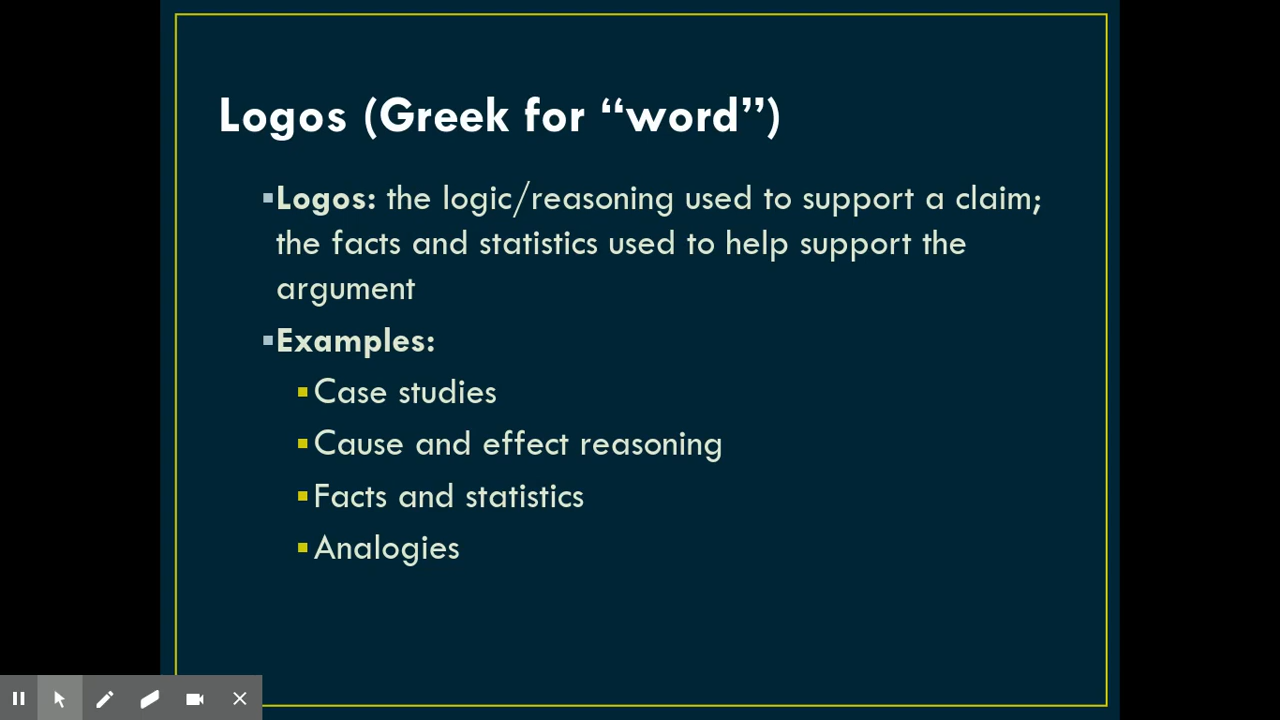 Logos (Greek for “word”)
▪Logos: the logic/reasoning used to support a claim;
the facts and statistics used to help support the
argument
▪Examples:
▪Case studies
▪Cause and effect reasoning
▪Facts and statistics
▪Analogies